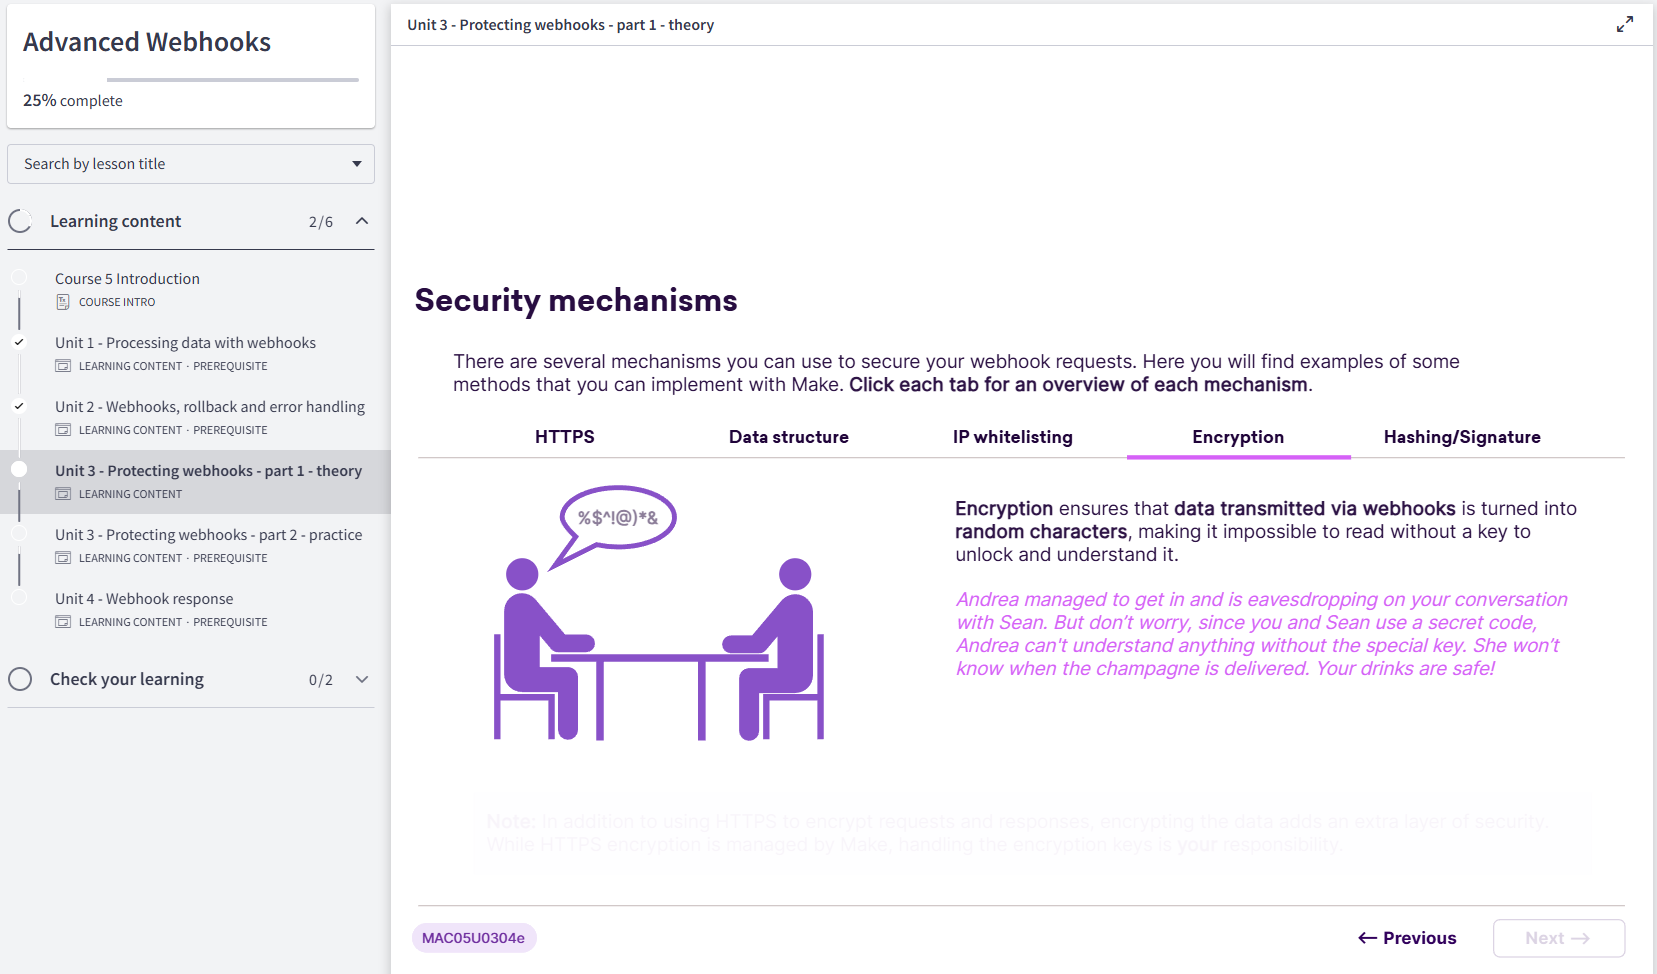 Advanced Webhooks
25% complete
Search by lesson title
Learning content 2/6
Course 5 Introduction
COURSE INTRO
Unit 1 - Processing data with webhooks
LEARNING CONTENT · PREREQUISITE
Unit 2 - Webhooks, rollback and error handling
LEARNING CONTENT · PREREQUISITE
Unit 3 - Protecting webhooks - part 1 - theory
LEARNING CONTENT
Unit 3 - Protecting webhooks - part 2 - practice
LEARNING CONTENT · PREREQUISITE
Unit 4 - Webhook response
LEARNING CONTENT · PREREQUISITE
Check your learning 0/2
Unit 3 - Protecting webhooks - part 1 - theory
Security mechanisms
There are several mechanisms you can use to secure your webhook requests. Here you will find examples of some
methods that you can implement with Make. Click each tab for an overview of each mechanism.
HTTPS Data structure IP whitelisting Encryption Hashing/Signature
%$^!@)*&
Encryption ensures that data transmitted via webhooks is turned into
random characters, making it impossible to read without a key to
unlock and understand it.
Andrea managed to get in and is eavesdropping on your conversation
with Sean. But don’t worry, since you and Sean use a secret code,
Andrea can't understand anything without the special key. She won’t
know when the champagne is delivered. Your drinks are safe!
Note: In addition to using HTTPS to encrypt requests and responses, encrypting the data adds an extra layer of security.
While HTTPS encryption is managed by Make, handling the encryption keys is your responsibility.
MAC05U0304e
← Previous
Next →